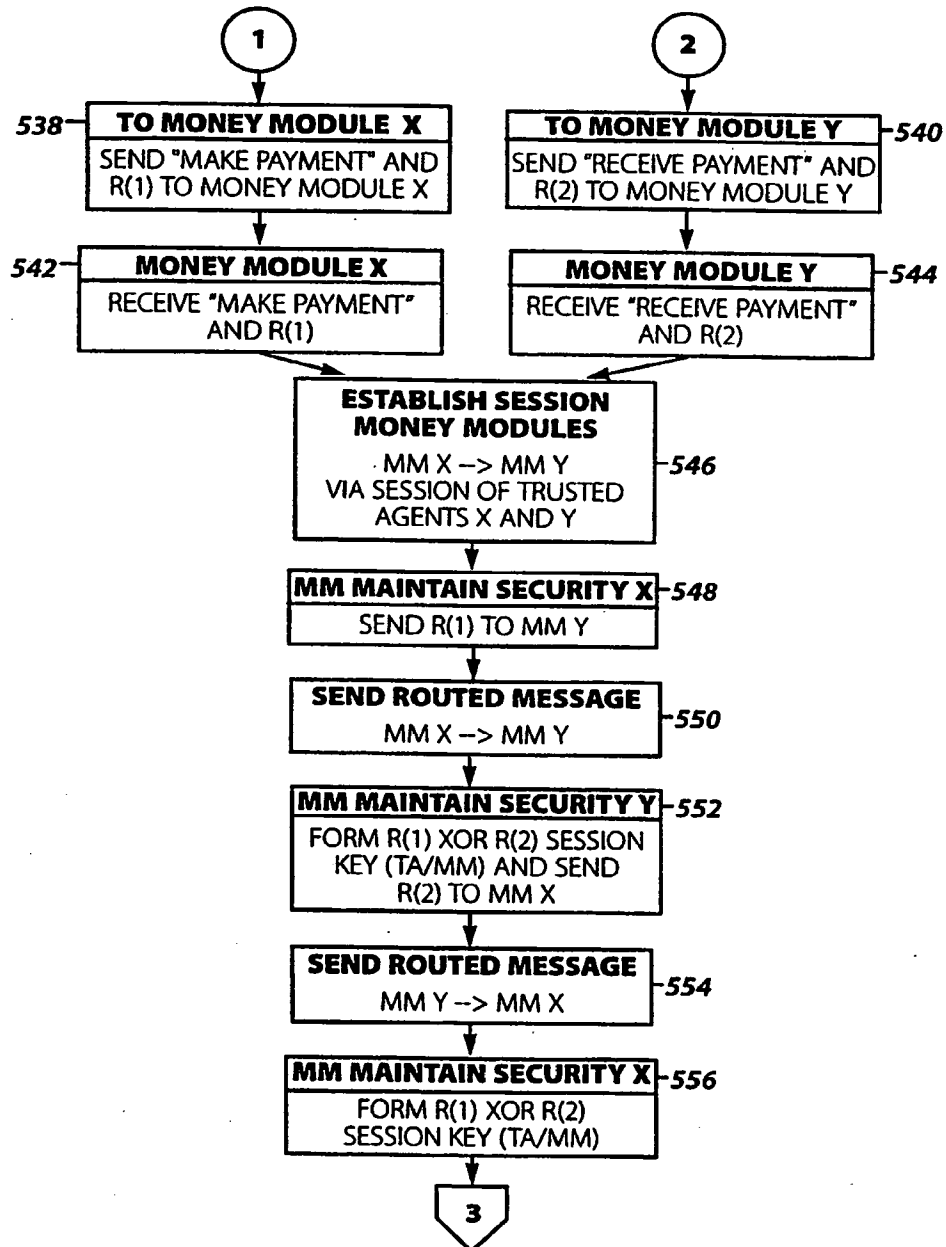 1
2
538
TO MONEY MODULE X
SEND "MAKE PAYMENT" AND
R(1) TO MONEY MODULE X
TO MONEY MODULE Y
540
SEND "RECEIVE PAYMENT" AND
R(2) TO MONEY MODULE Y
542
MONEY MODULE X
RECEIVE "MAKE PAYMENT"
AND R(1)
MONEY MODULE Y
544
RECEIVE "RECEIVE PAYMENT"
AND R(2)
ESTABLISH SESSION
MONEY MODULES
MM X --> MM Y
546
VIA SESSION OF TRUSTED
AGENTS X AND Y
MM MAINTAIN SECURITY X
548
SEND R(1) TO MM Y
SEND ROUTED MESSAGE
550
MM X --> MM Y
MM MAINTAIN SECURITY Y
552
FORM R(1) XOR R(2) SESSION
KEY (TA/MM) AND SEND
R(2) TO MM X
SEND ROUTED MESSAGE
554
MM Y --> MM X
MM MAINTAIN SECURITY X
556
FORM R(1) XOR R(2)
SESSION KEY (TA/MM)
3